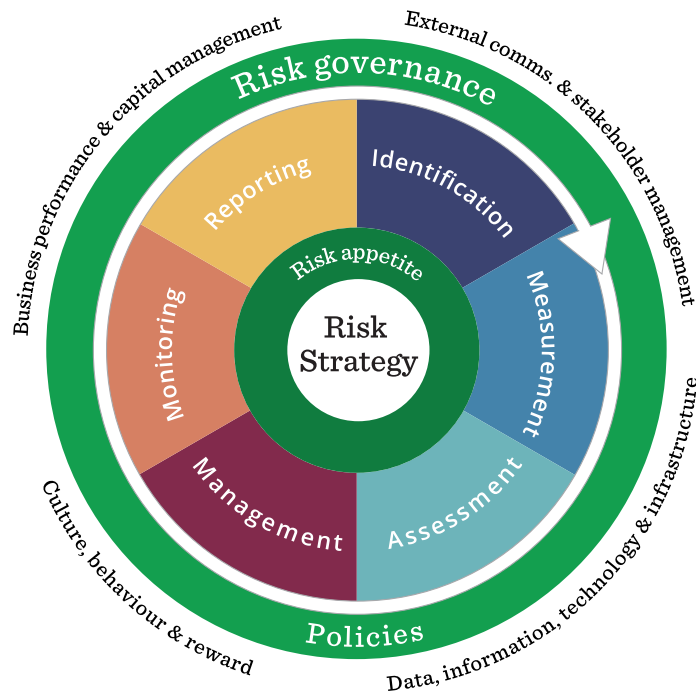 Business performance & capital management
External comms. & stakeholder management
Risk governance
Reporting
Identification
Risk appetite
Risk
Strategy
Monitoring
Measurement
Management
Assessment
Policies
Culture, behaviour & reward
Data, information, technology & infrastructure